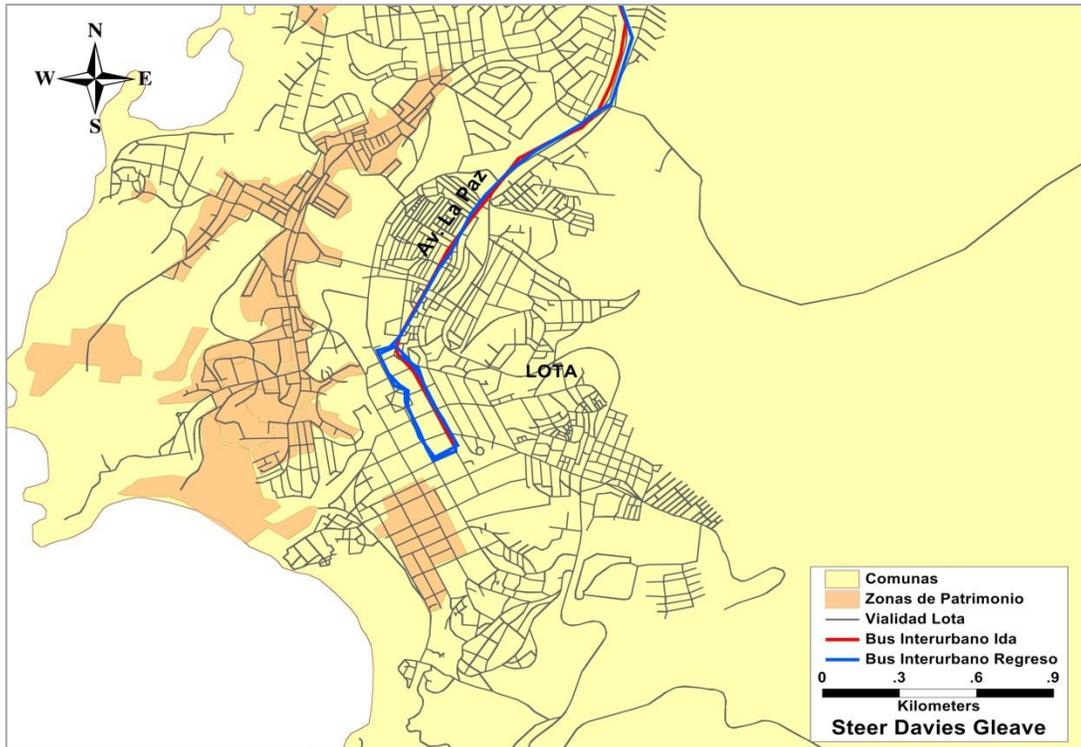 N
W E
S
Av. La Paz
LOTA
Comunas
Zonas de Patrimonio
Vialidad Lota
Bus Interurbano Ida
Bus Interurbano Regreso
0 .3 .6 .9
Kilometers
Steer Davies Gleave